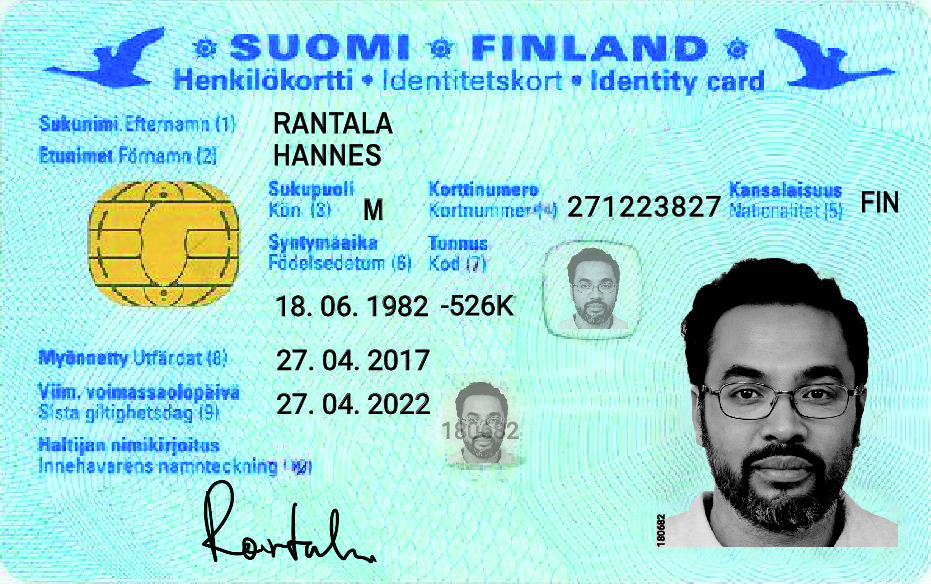 SUOMI FINLAND
Henkilökortti • Identitetskort • Identity card
Sukunimi Efternamn (1) RANTALA
Etunimet Förnamn (2) HANNES
Sukupuoli Korttinumero Kansalaisuus
Kön (3) M Kortnummer (4) 271223827 Nationalitet (5) FIN
Syntymäaika Tunnus
Födelsedatum (6) Kod (7)
18. 06. 1982 -526K
Myönnetty Utfärdat (8) 27. 04. 2017
Viim. voimassaolopäivä
Sista giltighetsdag (9) 27. 04. 2022
180682
Haltijan nimikirjoitus
Innehavarens namnteckning (10)
Rantala
180682